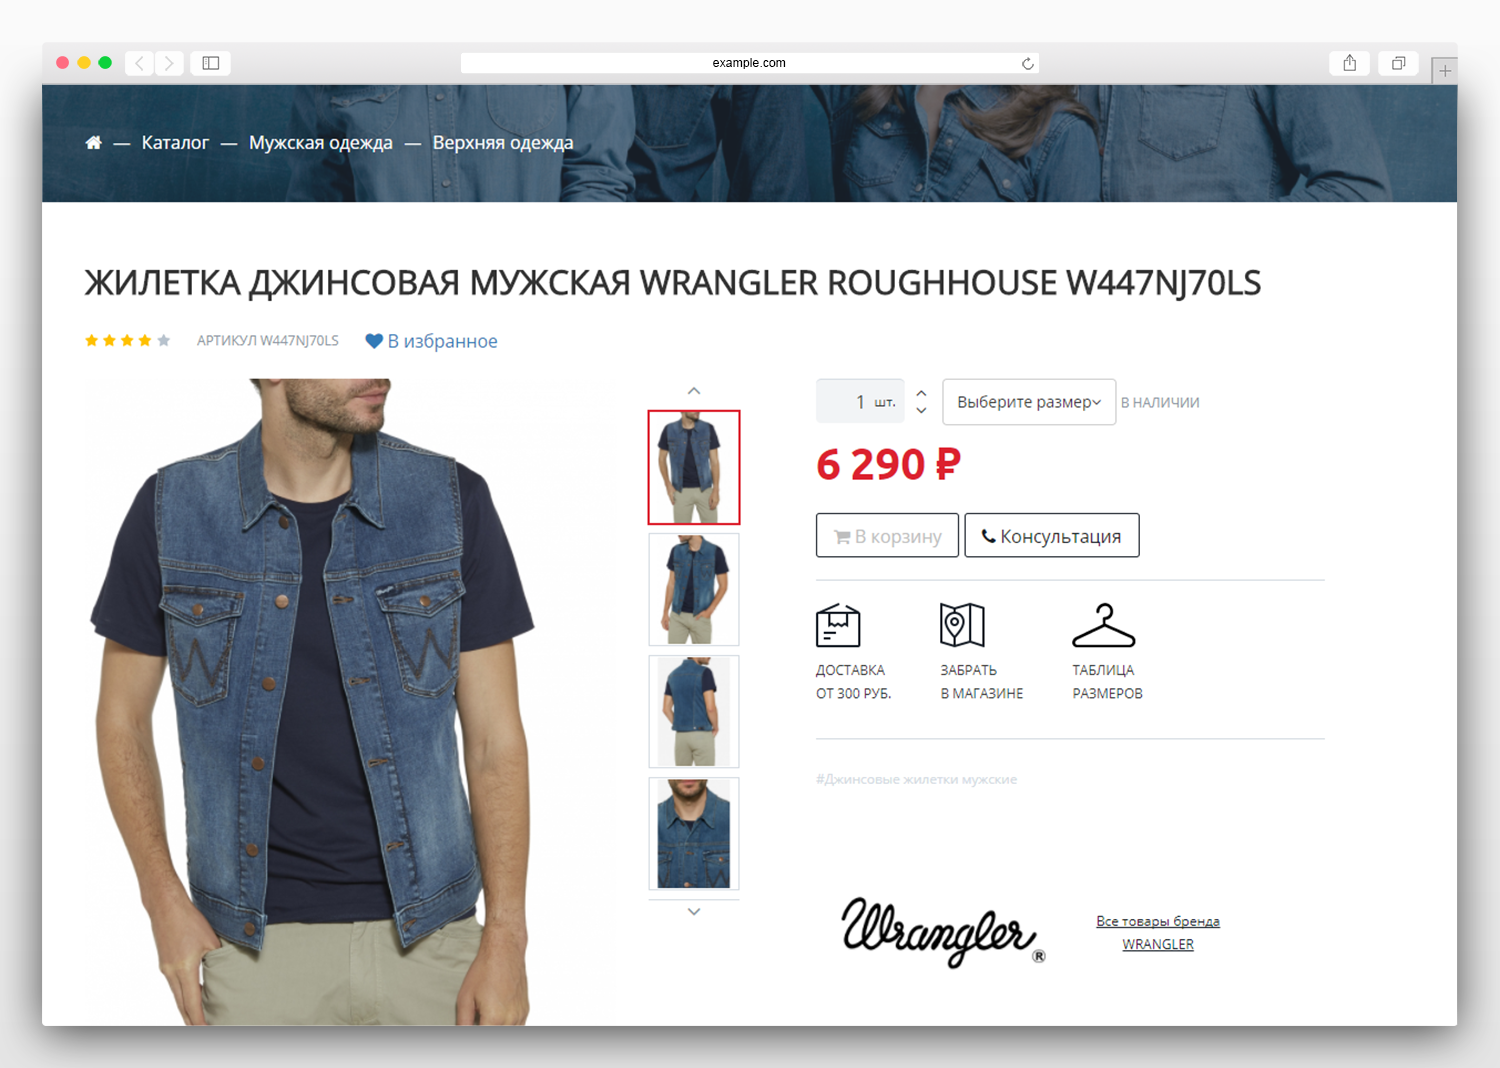 example.com
— Каталог — Мужская одежда — Верхняя одежда
ЖИЛЕТКА ДЖИНСОВАЯ МУЖСКАЯ WRANGLER ROUGHHOUSE W447NJ70LS
АРТИКУЛ W447NJ70LS В избранное
1 шт. Выберите размер В НАЛИЧИИ
6 290 ₽
В корзину Консультация
ДОСТАВКА
ОТ 300 РУБ.
ЗАБРАТЬ
В МАГАЗИНЕ
ТАБЛИЦА
РАЗМЕРОВ
#Джинсовые жилетки мужские
Wrangler ®
Все товары бренда
WRANGLER